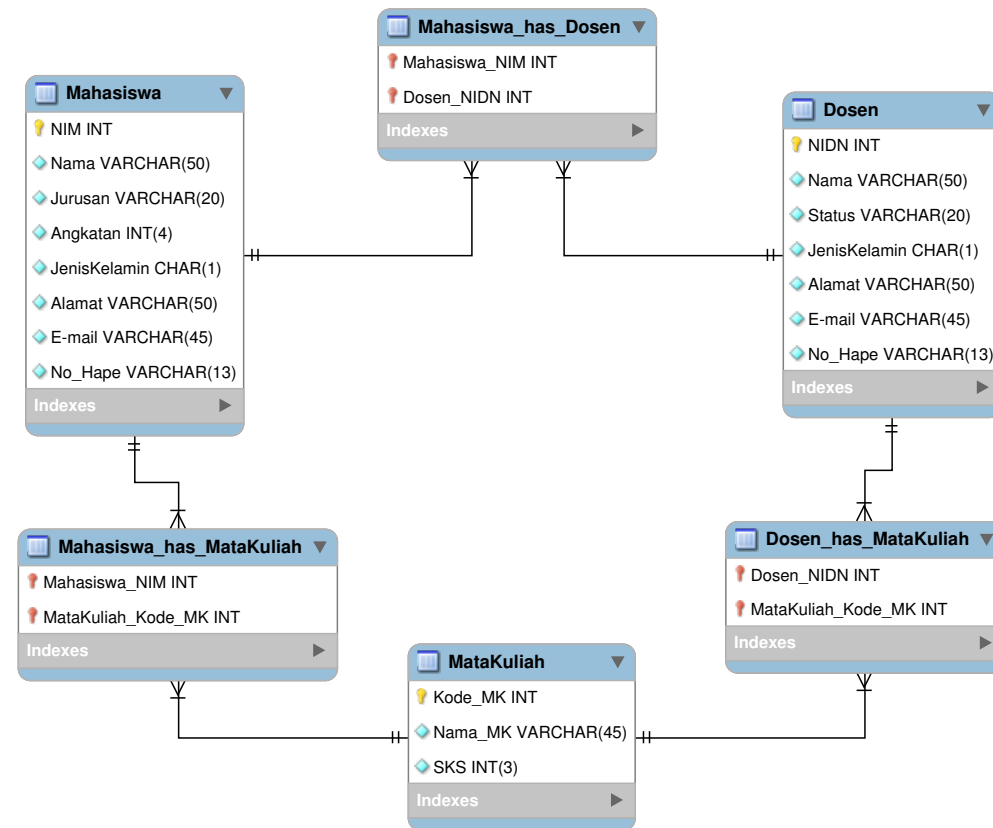 Mahasiswa_has_Dosen
Mahasiswa_NIM INT
Dosen_NIDN INT
Indexes
Mahasiswa
NIM INT
Nama VARCHAR(50)
Jurusan VARCHAR(20)
Angkatan INT(4)
JenisKelamin CHAR(1)
Alamat VARCHAR(50)
E-mail VARCHAR(45)
No_Hape VARCHAR(13)
Indexes
Dosen
NIDN INT
Nama VARCHAR(50)
Status VARCHAR(20)
JenisKelamin CHAR(1)
Alamat VARCHAR(50)
E-mail VARCHAR(45)
No_Hape VARCHAR(13)
Indexes
Mahasiswa_has_MataKuliah
Mahasiswa_NIM INT
MataKuliah_Kode_MK INT
Indexes
Dosen_has_MataKuliah
Dosen_NIDN INT
MataKuliah_Kode_MK INT
Indexes
MataKuliah
Kode_MK INT
Nama_MK VARCHAR(45)
SKS INT(3)
Indexes